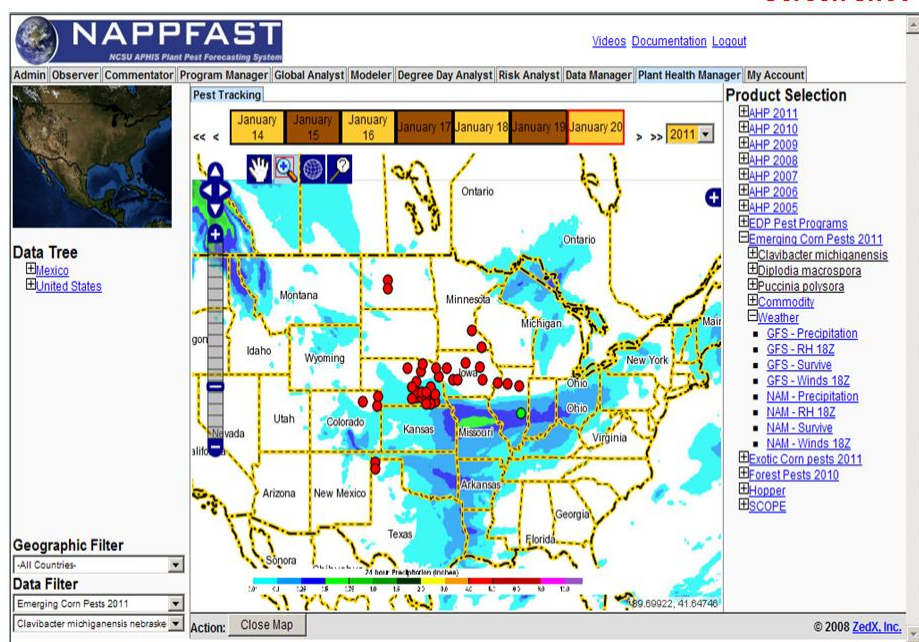 NAPPFAST
NCSU APHIS Plant Pest Forecasting System
Videos Documentation Logout
Admin Observer Commentator Program Manager Global Analyst Modeler Degree Day Analyst Risk Analyst Data Manager Plant Health Manager My Account
Pest Tracking
<< < January 14 January 15 January 16 January 17 January 18 January 19 January 20 > >> 2011
Data Tree
Mexico
United States
Ontario
Ontario
Montana
Minnesota
Michigan
Idaho
Wyoming
Iowa
New York
Ohio
Utah
Colorado
Kansas
Missouri
Ohio
Virginia
Nevada
Arizona
New Mexico
Arkansas
Georgia
Texas
Florida
Sonora
24 hour Precipitation (inches)
89.69922, 41.64746
Product Selection
AHP 2011
AHP 2010
AHP 2009
AHP 2008
AHP 2007
AHP 2006
AHP 2005
EDP Pest Programs
Emerging Corn Pests 2011
Clavibacter michiganensis
Diplodia macrospora
Puccinia polysora
Commodity
Weather
GFS - Precipitation
GFS - RH 18Z
GFS - Survive
GFS - Winds 18Z
NAM - Precipitation
NAM - RH 18Z
NAM - Survive
NAM - Winds 18Z
Exotic Corn pests 2011
Forest Pests 2010
Hopper
SCOPE
Geographic Filter
-All Countries-
Data Filter
Emerging Corn Pests 2011
Clavibacter michiganensis nebraske
Action: Close Map
© 2008 ZedX, Inc.